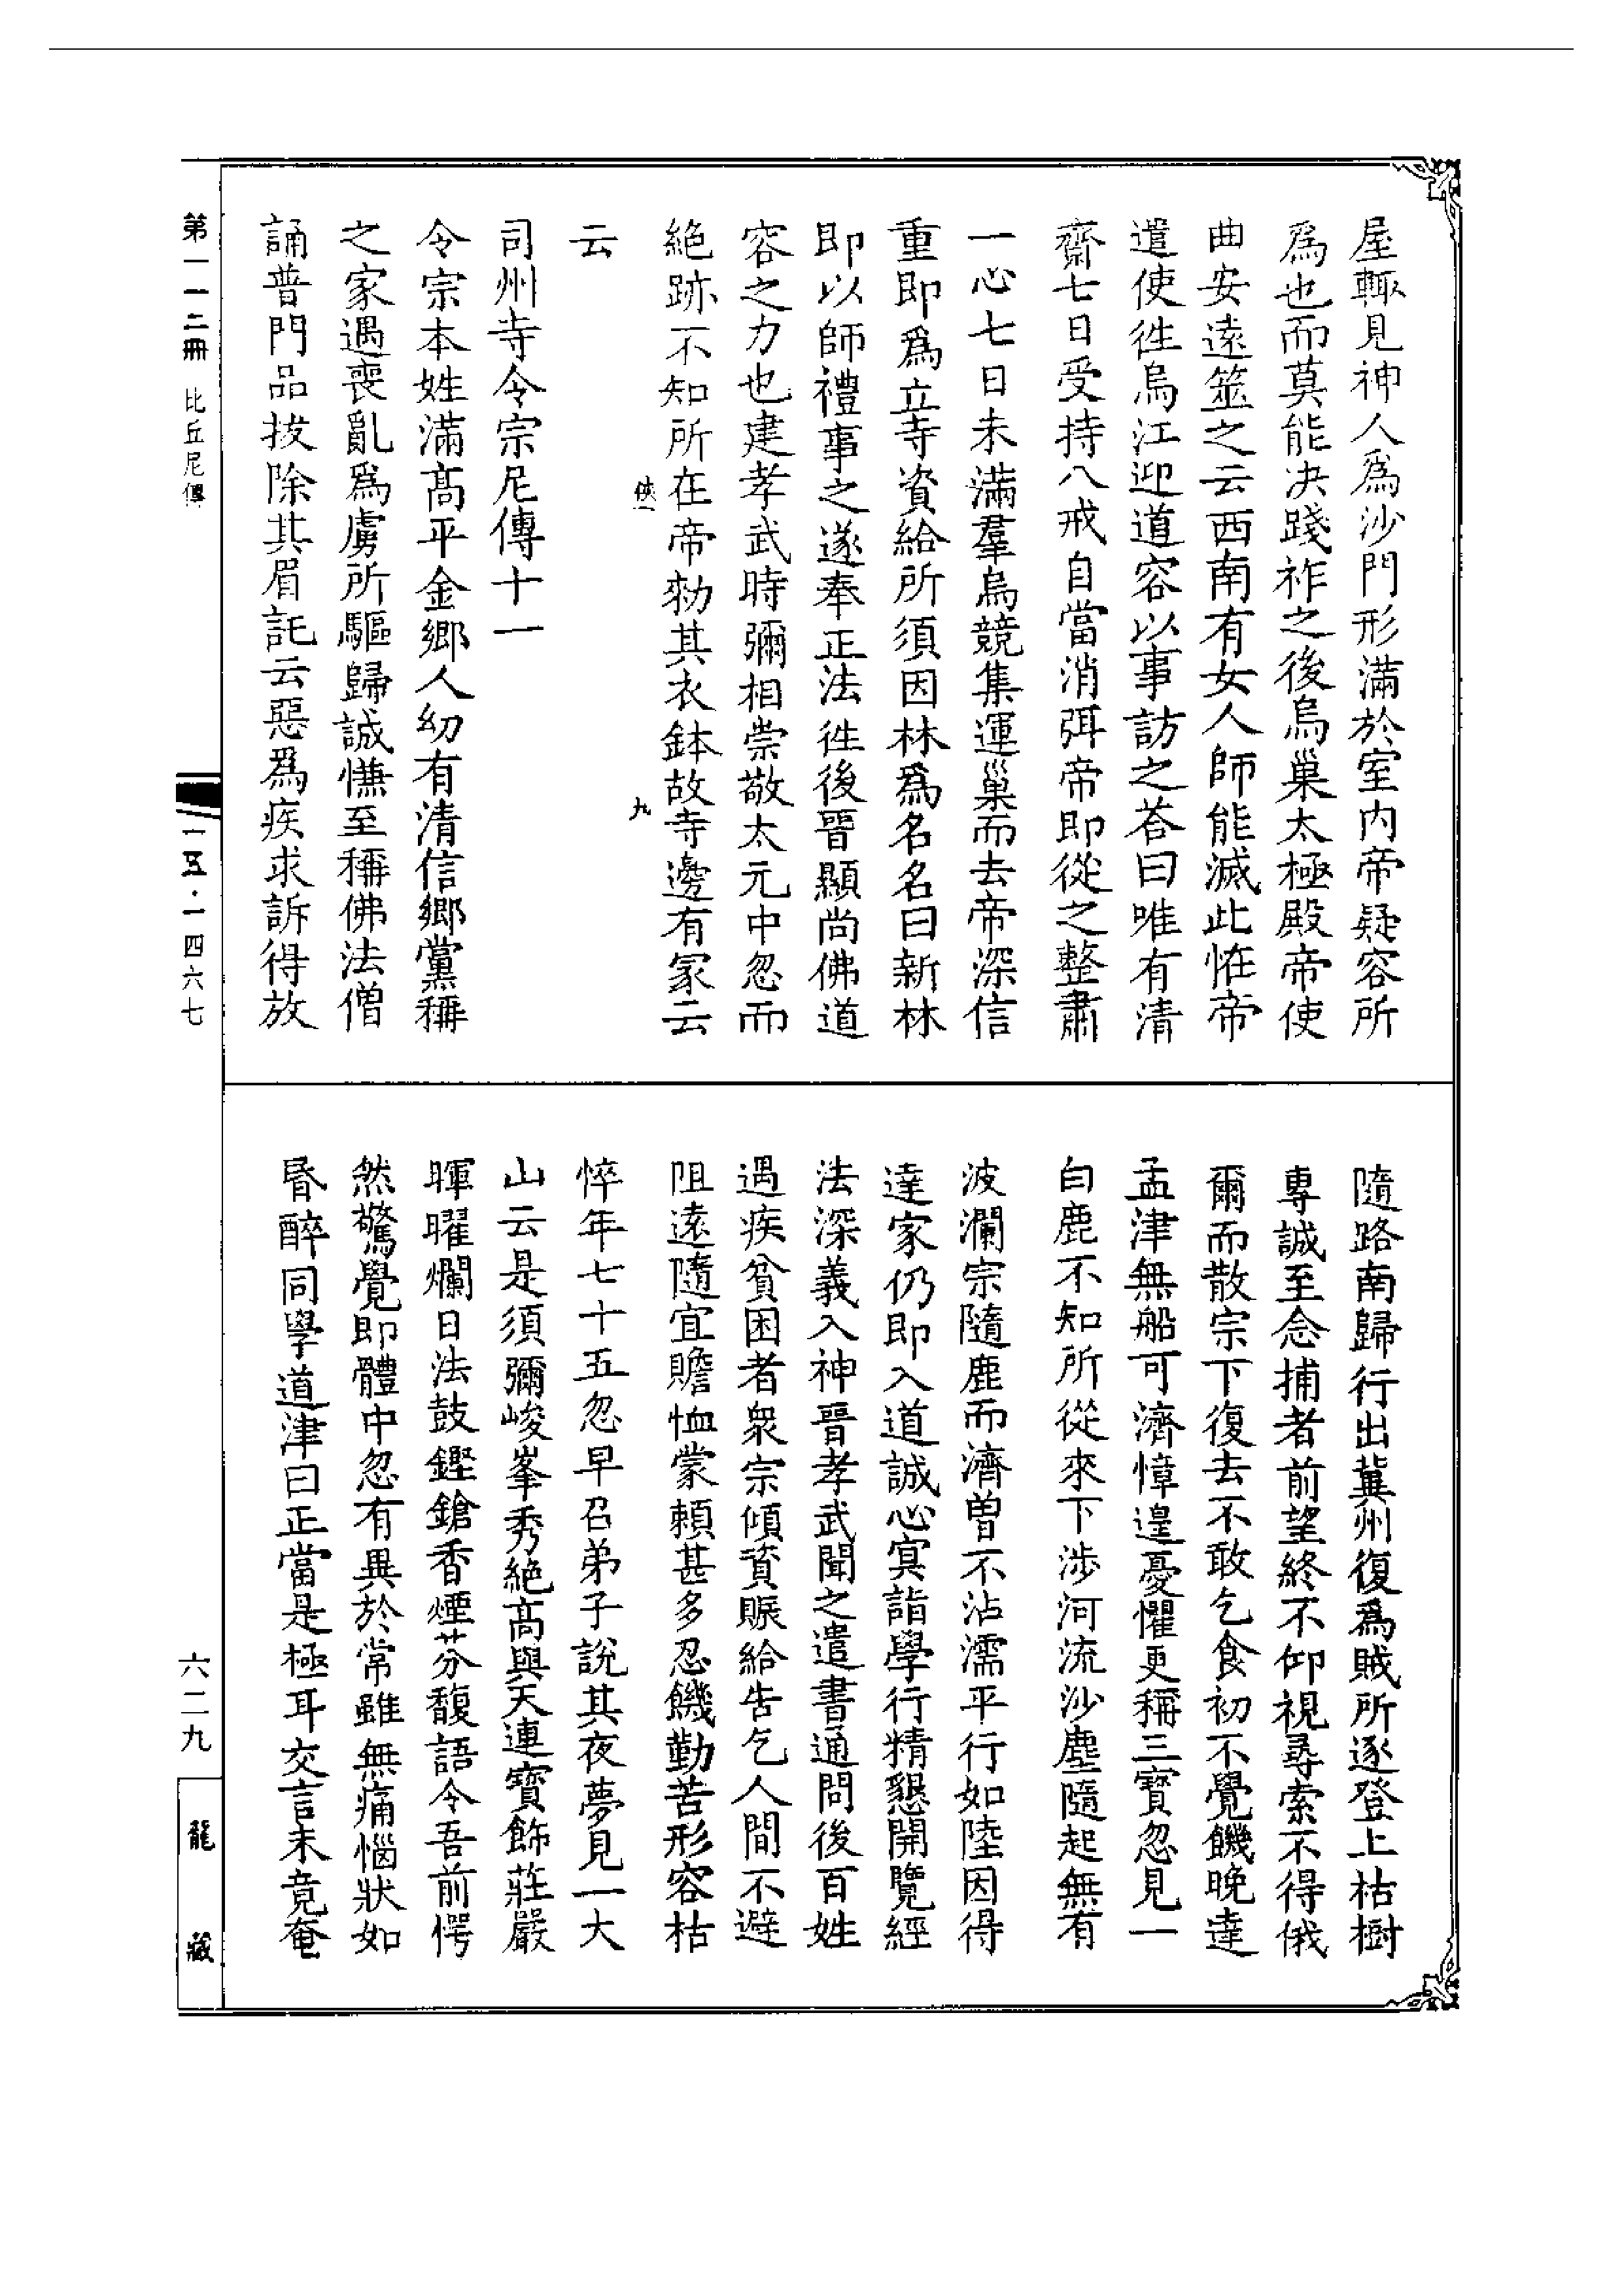 屋輙見神人爲沙門形滿於室内帝疑容所
爲也而莫能决踐祚之後烏巢太極殿帝使
曲安遠筮之云西南有女人師能滅此恠帝
遣使徃烏江迎道容以事訪之荅曰唯有清
齋七日受持八戒自當消弭帝即從之整肅
一心七日未滿羣烏競集運巢而去帝深信
重即爲立寺資給所須因林爲名名曰新林
即以師禮事之遂奉正法徃後晉顯尚佛道
容之力也建孝武時彌相崇敬太元中忽而
絶跡不知所在帝勑其衣鉢故寺邊有冢云
俠一
九
云
司州寺令宗尼傳十一
令宗本姓滿髙平金鄉人幼有清信鄉黨稱
之家遇喪亂爲虜所驅歸誠慊至稱佛法僧
誦普門品拔除其眉託云惡爲疾求訴得放
隨路南歸行出冀州復爲賊所逐登上枯樹
專誠至念捕者前望終不仰視尋索不得俄
爾而散宗下復去不敢乞食初不覺饑晚達
孟津無船可濟慞遑憂懼更稱三寳忽見一
白鹿不知所從來下涉河流沙塵隨起無有
波瀾宗隨鹿而濟曾不沾濡平行如陸因得
達家仍即入道誠心㝠詣學行精懇開覽經
法深義入神晉孝武聞之遣書通問後百姓
遇疾貧困者衆宗傾資賑給告乞人間不避
阻遠隨宜贍恤蒙頼甚多忍饑勤苦形容枯
悴年七十五忽早召弟子說其夜夢見一大
山云是須彌峻峯秀絶髙與天連寳飾莊嚴
暉曜爛日法鼓鏗鎗香煙芬馥語令吾前愕
然驚覺即體中忽有異於常雖無痛惱狀如
昬醉同學道津曰正當是極耳交言未竟奄
第一一二冊 比丘尼傳
一五·一四六七
六二九
龍藏